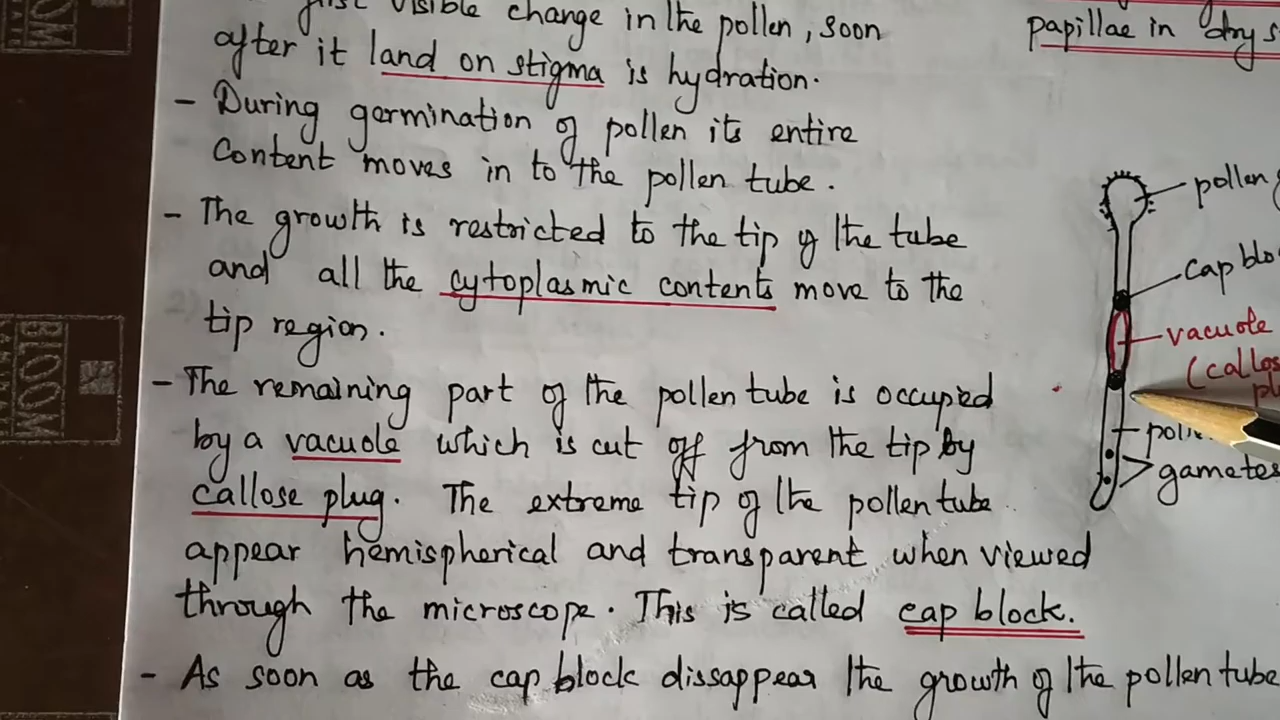 first visible change in the pollen, soon
after it land on stigma is hydration.
- During germination of pollen its entire
content moves in to the pollen tube.
- The growth is restricted to the tip of the tube
and all the cytoplasmic contents move to the
tip region.
- The remaining part of the pollen tube is occupied
by a vacuole which is cut off from the tip by
callose plug. The extreme tip of the pollen tube
appear hemispherical and transparent when viewed
through the microscope. This is called cap block.
- As soon as the cap block dissappear the growth of the pollen tube
papillae in dry s
pollen g
cap blo
vacuole
(callos
pl
poll
gametes
BLOOM
BLOOM